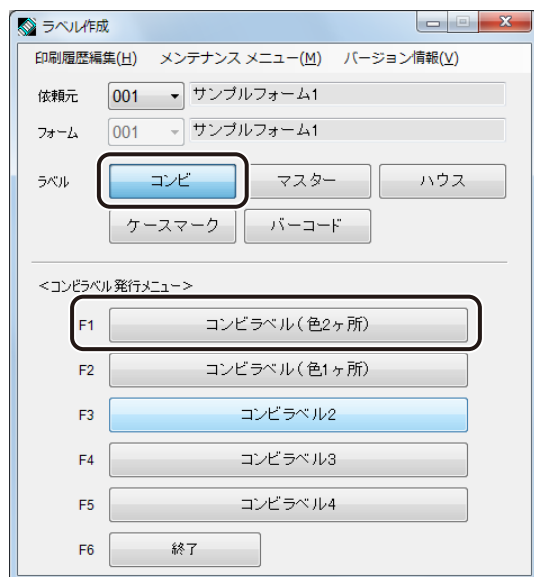 ラベル作成
印刷履歴編集(H) メンテナンス メニュー(M) バージョン情報(V)
依頼元 001 サンプルフォーム1
フォーム 001 サンプルフォーム1
ラベル コンビ マスター ハウス
ケースマーク バーコード
<コンビラベル発行メニュー>
F1 コンビラベル(色2ヶ所)
F2 コンビラベル(色1ヶ所)
F3 コンビラベル2
F4 コンビラベル3
F5 コンビラベル4
F6 終了